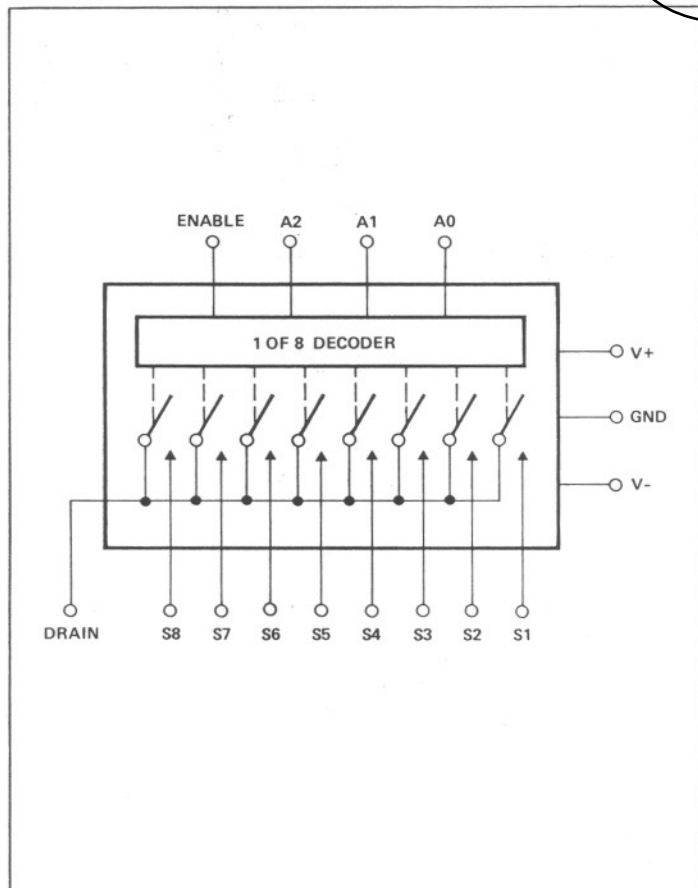 ENABLE A2 A1 A0
1 OF 8 DECODER
V+
GND
V-
DRAIN S8 S7 S6 S5 S4 S3 S2 S1